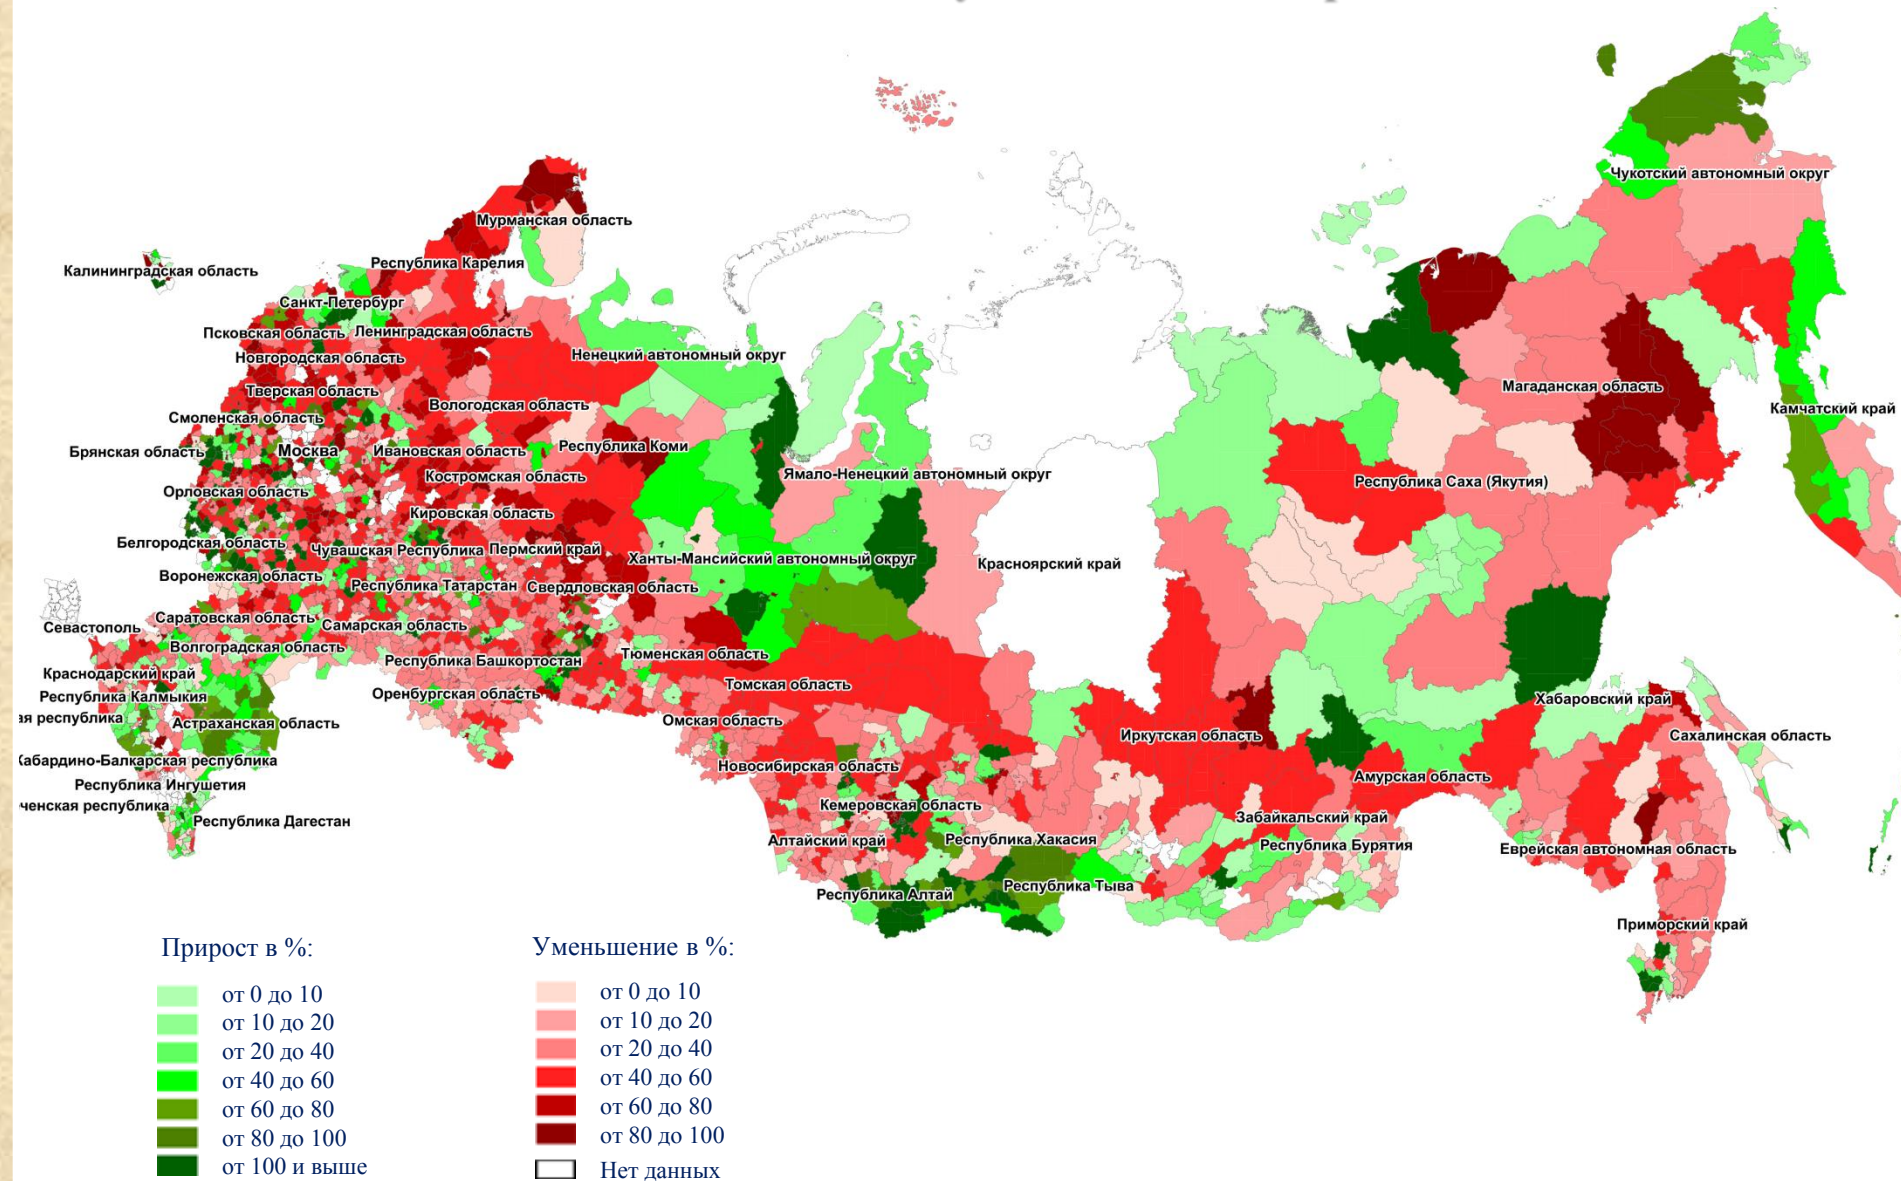 Чукотский автономный округ
Мурманская область
Республика Карелия
Калининградская область
Санкт-Петербург
Псковская область
Ленинградская область
Новгородская область
Ненецкий автономный округ
Тверская область
Магаданская область
Вологодская область
Камчатский край
Смоленская область
Республика Коми
Брянская область
Москва
Ивановская область
Ямало-Ненецкий автономный округ
Костромская область
Республика Саха (Якутия)
Орловская область
Кировская область
Белгородская область
Чувашская Республика
Пермский край
Ханты-Мансийский автономный округ
Красноярский край
Воронежская область
Республика Татарстан
Свердловская область
Саратовская область
Самарская область
Севастополь
Волгоградская область
Тюменская область
Республика Башкортостан
Краснодарский край
Томская область
Республика Калмыкия
Оренбургская область
Хабаровский край
ая республика
Астраханская область
Омская область
Иркутская область
Сахалинская область
Кабардино-Балкарская республика
Новосибирская область
Амурская область
Республика Ингушетия
ченская республика
Кемеровская область
Республика Дагестан
Забайкальский край
Алтайский край
Республика Хакасия
Республика Бурятия
Еврейская автономная область
Республика Алтай
Республика Тыва
Приморский край
Прирост в %:
от 0 до 10
от 10 до 20
от 20 до 40
от 40 до 60
от 60 до 80
от 80 до 100
от 100 и выше
Уменьшение в %:
от 0 до 10
от 10 до 20
от 20 до 40
от 40 до 60
от 60 до 80
от 80 до 100
Нет данных